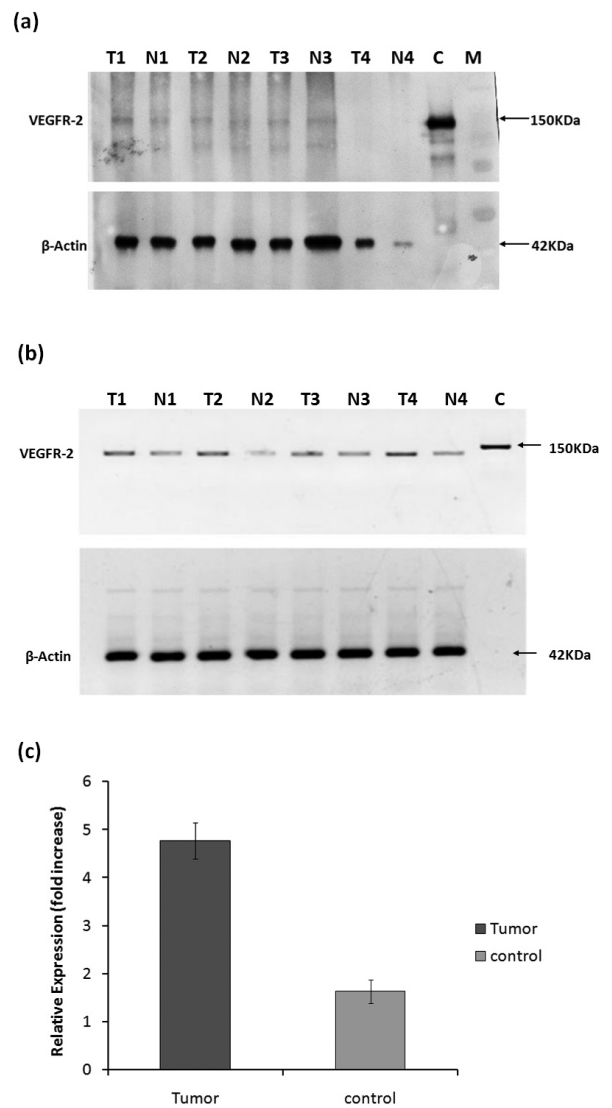 (a)
T1 N1 T2 N2 T3 N3 T4 N4 C M
VEGFR-2
150KDa
β-Actin
42KDa
(b)
T1 N1 T2 N2 T3 N3 T4 N4 C
VEGFR-2
150KDa
β-Actin
42KDa
(c)
Relative Expression (fold increase)
6
5
4
3
2
1
0
Tumor
control
Tumor control